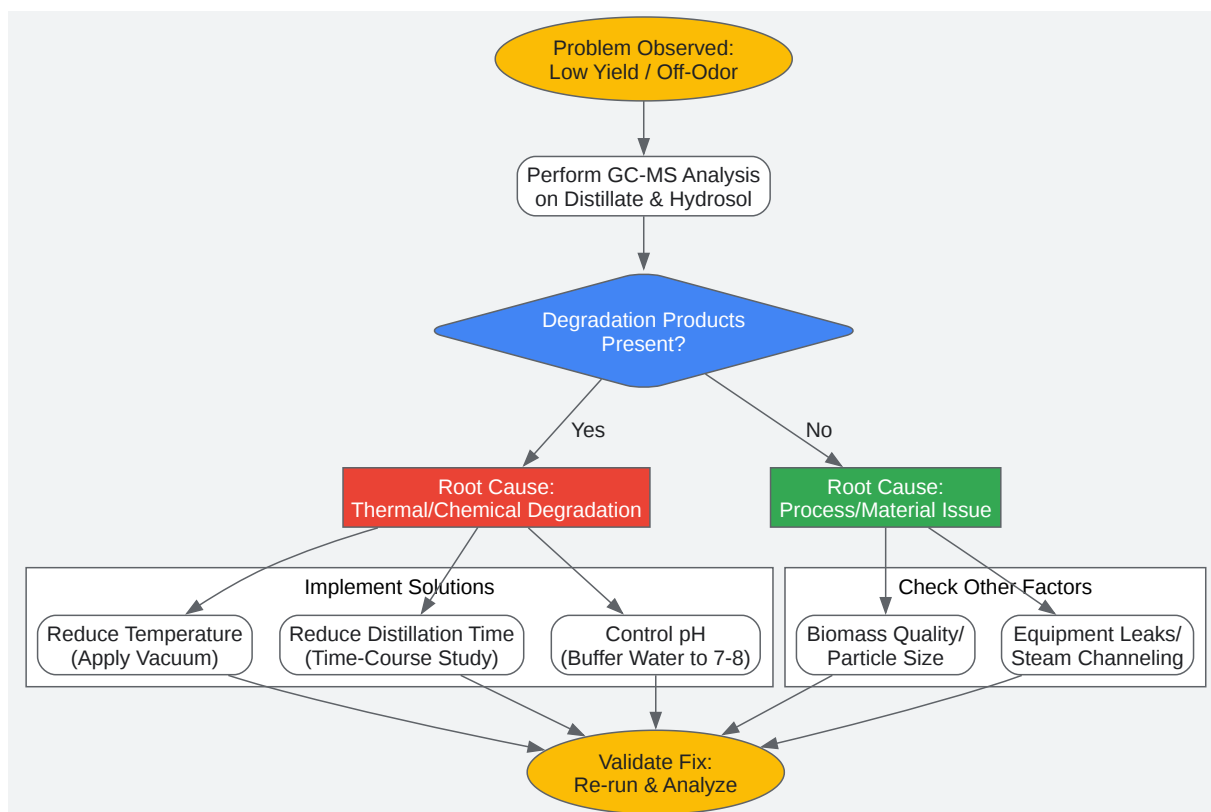 Problem Observed:
Low Yield / Off-Odor
Perform GC-MS Analysis
on Distillate & Hydrosol
Degradation Products
Present?
Yes
No
Root Cause:
Thermal/Chemical Degradation
Root Cause:
Process/Material Issue
Implement Solutions
Check Other Factors
Reduce Temperature
(Apply Vacuum)
Reduce Distillation Time
(Time-Course Study)
Control pH
(Buffer Water to 7-8)
Biomass Quality/
Particle Size
Equipment Leaks/
Steam Channeling
Validate Fix:
Re-run & Analyze